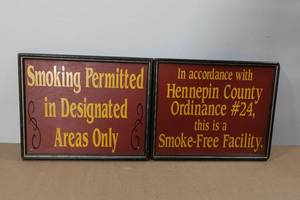 Smoking Permitted
in Designated
Areas Only
In accordance with
Hennepin County
Ordinance #24,
this is a
Smoke-Free Facility.